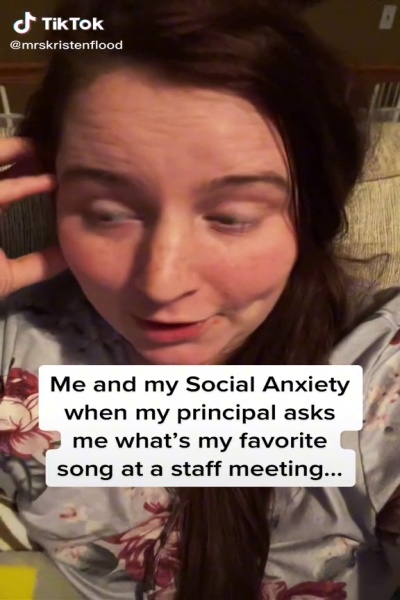 TikTok
@mrskristenflood
Me and my Social Anxiety
when my principal asks
me what's my favorite
song at a staff meeting...